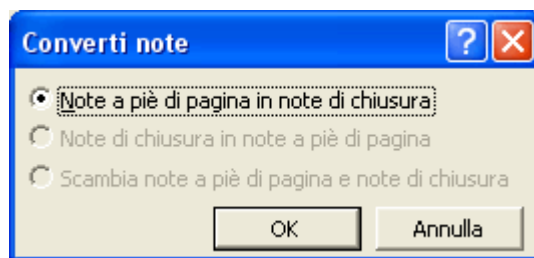 Converti note
Note a piè di pagina in note di chiusura
Note di chiusura in note a piè di pagina
Scambia note a piè di pagina e note di chiusura
OK Annulla